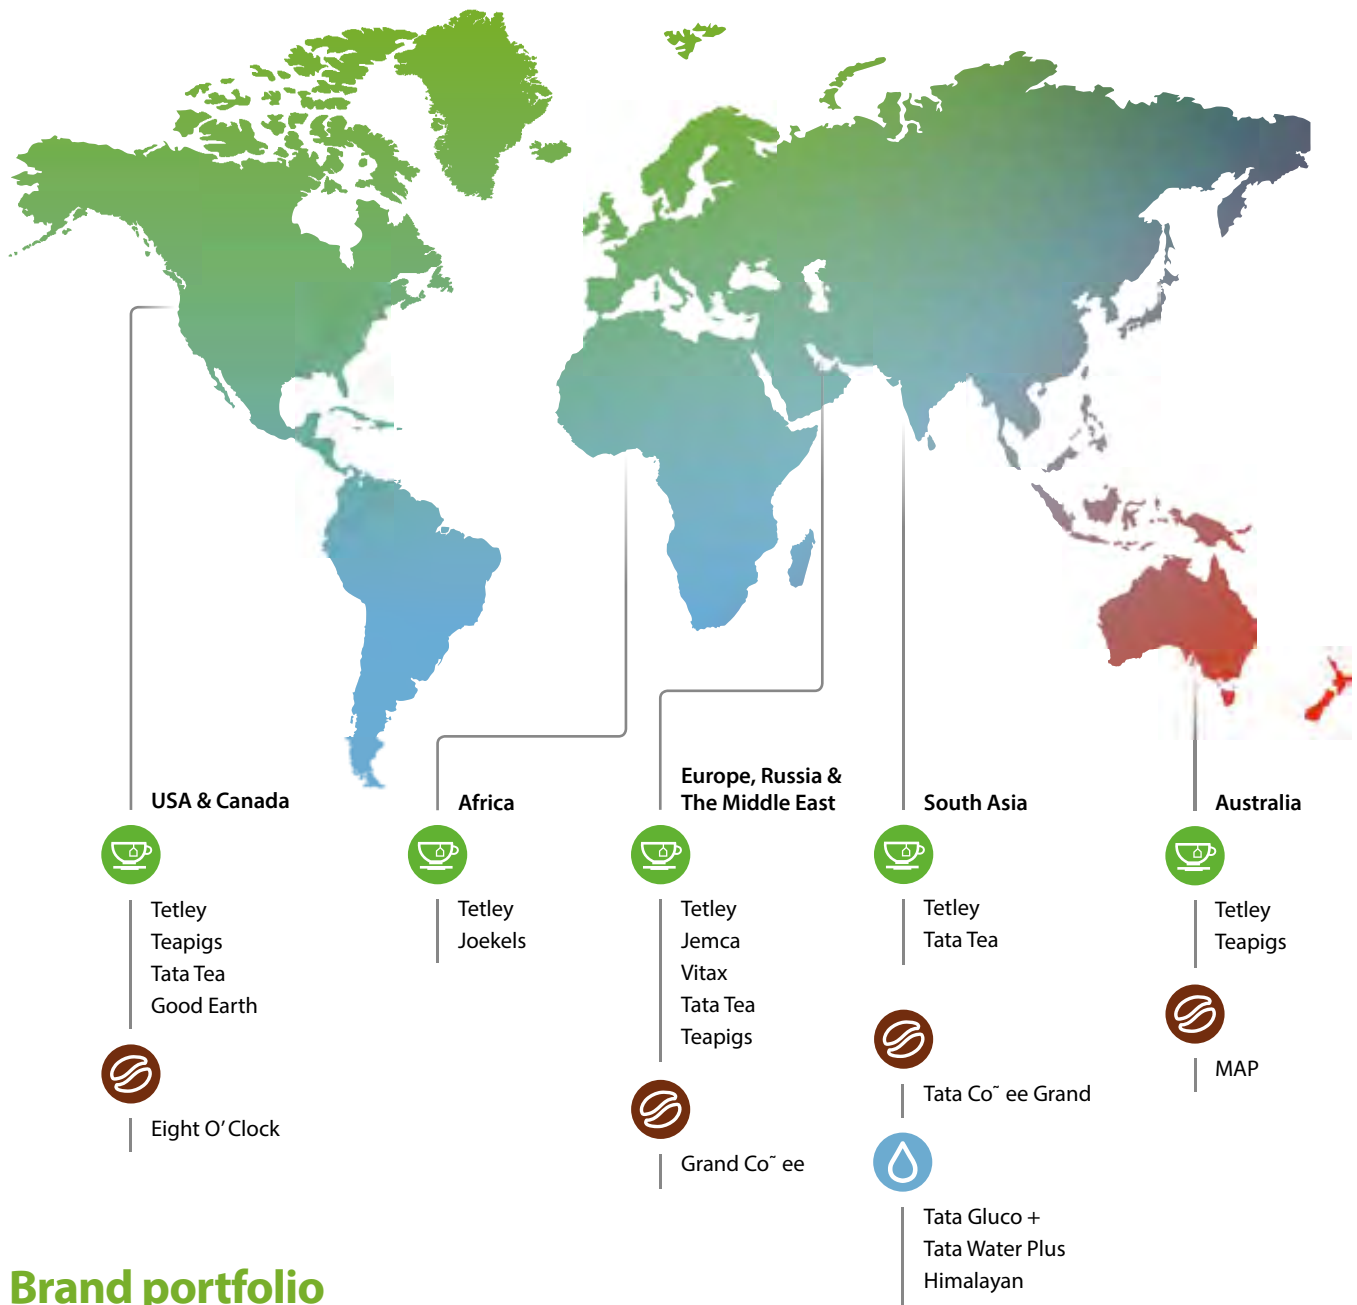 USA & Canada
Tetley
Teapigs
Tata Tea
Good Earth
Eight O' Clock
Africa
Tetley
Joekels
Europe, Russia &
The Middle East
Tetley
Jemca
Vitax
Tata Tea
Teapigs
Grand Co˜ ee
South Asia
Tetley
Tata Tea
Tata Co˜ ee Grand
Tata Gluco +
Tata Water Plus
Himalayan
Australia
Tetley
Teapigs
MAP
Brand portfolio